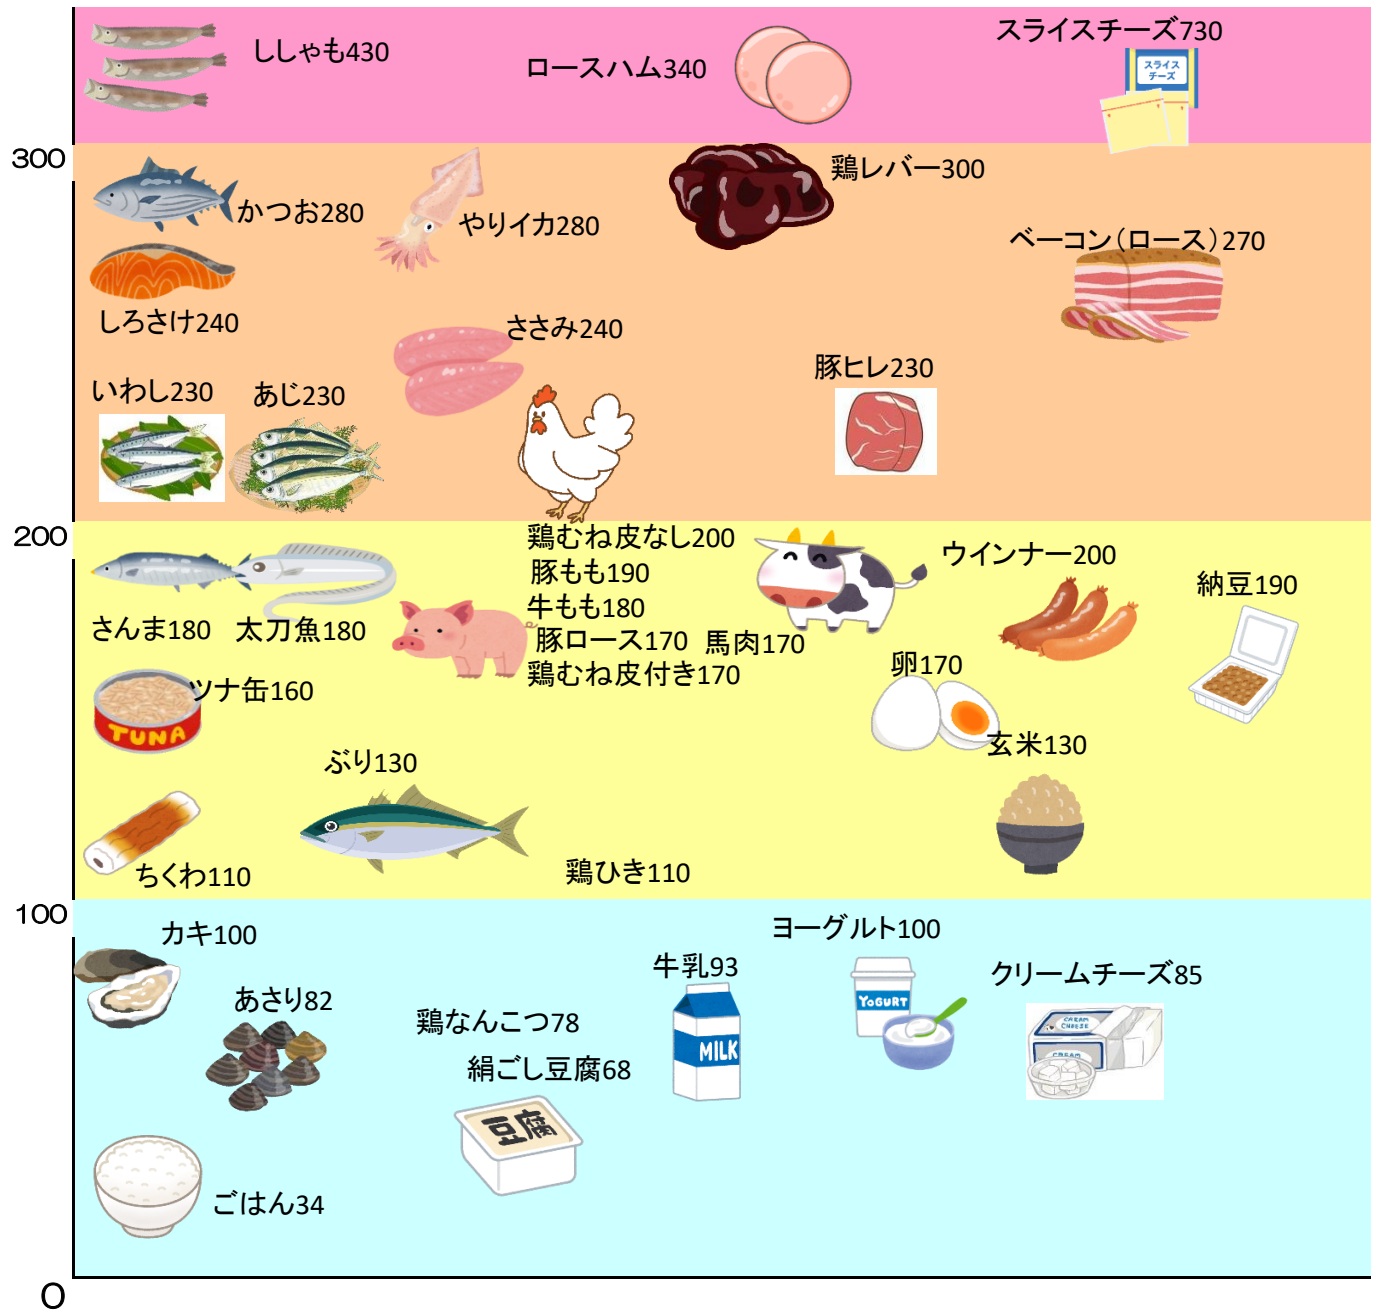 ししゃも430
ロースハム340
スライスチーズ730
スライス
チーズ
300
かつお280
やりイカ280
鶏レバー300
ベーコン（ロース）270
しろさけ240
ささみ240
豚ヒレ230
いわし230
あじ230
200
鶏むね皮なし200
豚もも190
牛もも180
豚ロース170
馬肉170
鶏むね皮付き170
ウインナー200
納豆190
さんま180
太刀魚180
ツナ缶160
TUNA
卵170
玄米130
ぶり130
ちくわ110
鶏ひき110
100
カキ100
ヨーグルト100
牛乳93
クリームチーズ85
あさり82
YOGURT
鶏なんこつ78
MILK
CREAM
CHEESE
CREAM
絹ごし豆腐68
豆腐
ごはん34
0